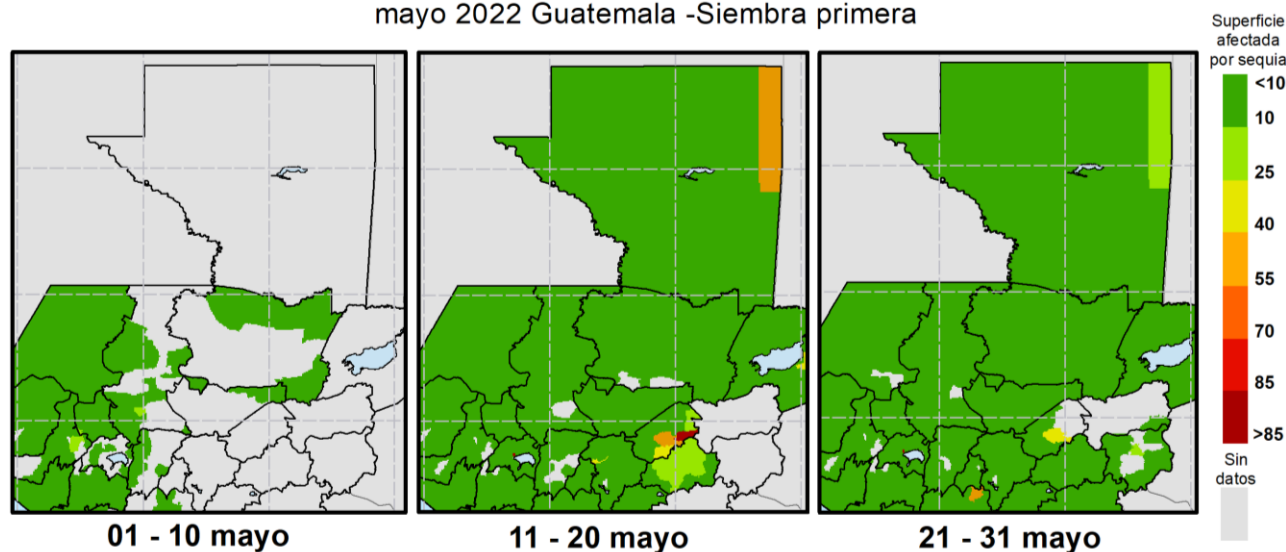 mayo 2022 Guatemala -Siembra primera
Superficie
afectada
por sequia
<10
10
25
40
55
70
85
>85
Sin
datos
01 - 10 mayo
11 - 20 mayo
21 - 31 mayo